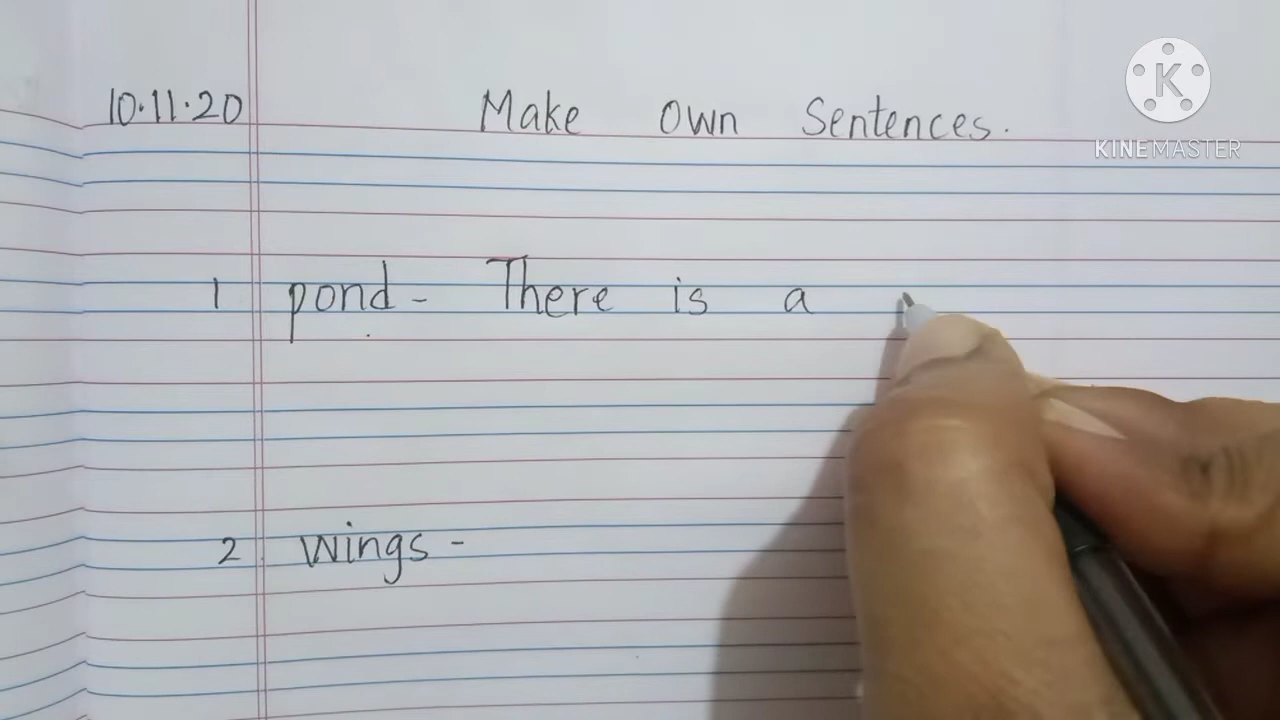 10.11.20 Make Own Sentences.
K
KINEMASTER
1 pond - There is a
2. Wings -